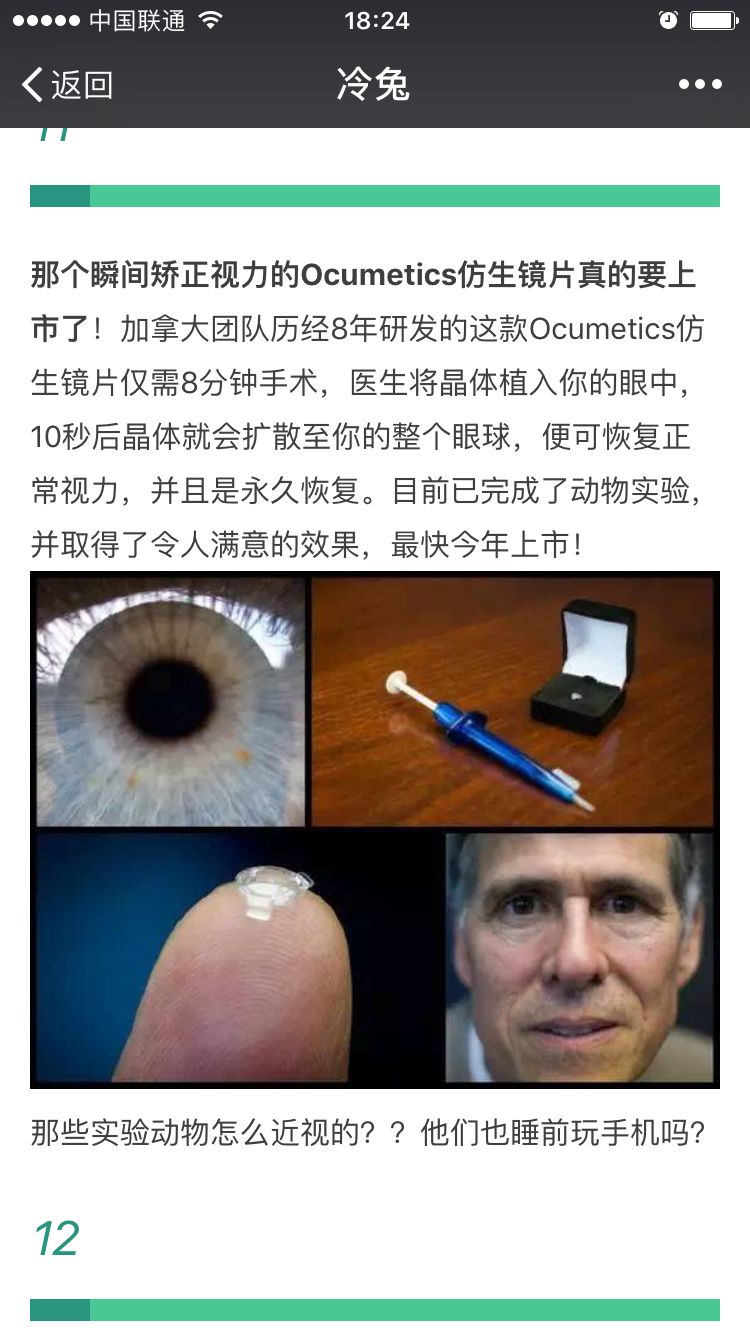 中国联通
18:24
返回
冷兔
11
那个瞬间矫正视力的Ocumetics仿生镜片真的要上
市了！加拿大团队历经8年研发的这款Ocumetics仿
生镜片仅需8分钟手术，医生将晶体植入你的眼中，
10秒后晶体就会扩散至你的整个眼球，便可恢复正
常视力，并且是永久恢复。目前已完成了动物实验，
并取得了令人满意的效果，最快今年上市！
那些实验动物怎么近视的？？他们也睡前玩手机吗？
12